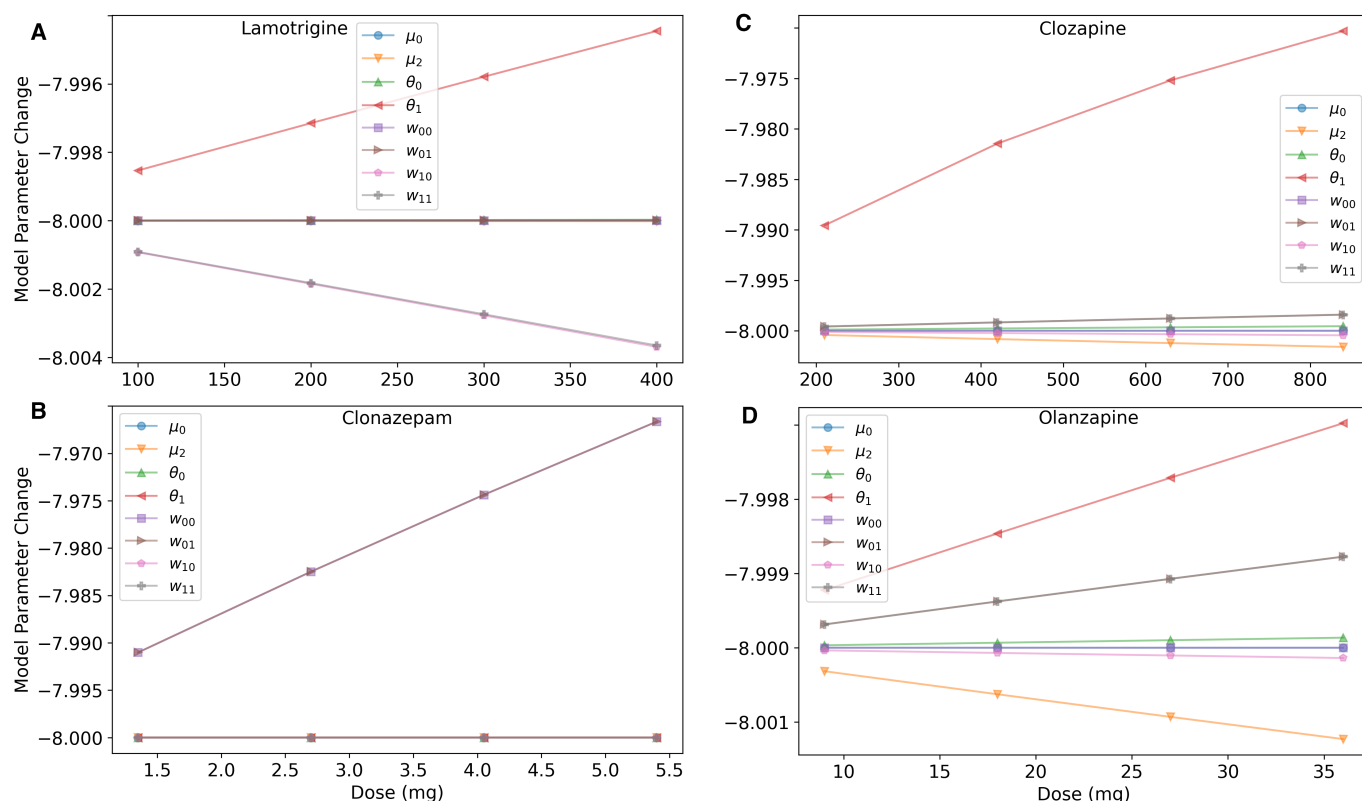 A
Lamotrigine
μ0
μ2
θ0
θ1
w00
w01
w10
w11
−7.996
−7.998
−8.000
−8.002
−8.004
Model Parameter Change
100 150 200 250 300 350 400
C
Clozapine
μ0
μ2
θ0
θ1
w00
w01
w10
w11
−7.975
−7.980
−7.985
−7.990
−7.995
−8.000
200 300 400 500 600 700 800
B
Clonazepam
μ0
μ2
θ0
θ1
w00
w01
w10
w11
−7.970
−7.975
−7.980
−7.985
−7.990
−7.995
−8.000
Model Parameter Change
1.5 2.0 2.5 3.0 3.5 4.0 4.5 5.0 5.5
Dose (mg)
D
Olanzapine
μ0
μ2
θ0
θ1
w00
w01
w10
w11
−7.998
−7.999
−8.000
−8.001
10 15 20 25 30 35
Dose (mg)